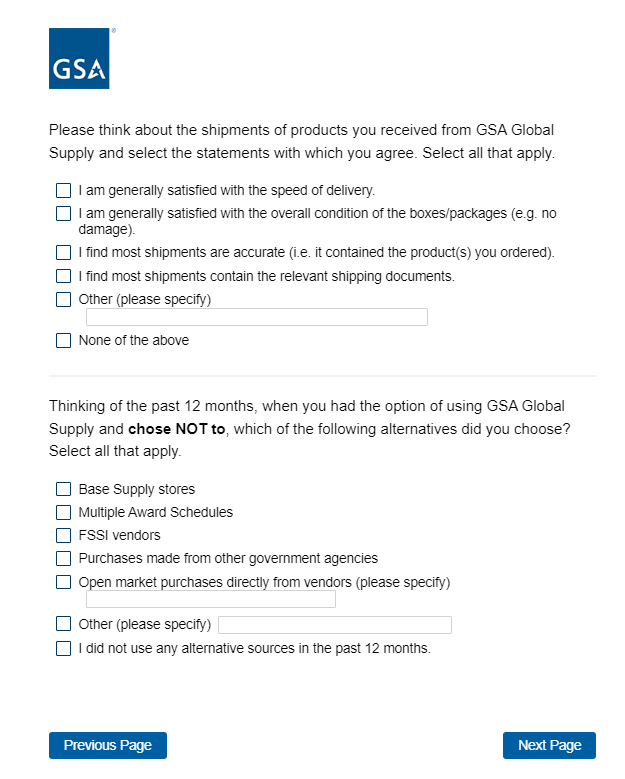 GSA
Please think about the shipments of products you received from GSA Global
Supply and select the statements with which you agree. Select all that apply.
I am generally satisfied with the speed of delivery.
I am generally satisfied with the overall condition of the boxes/packages (e.g. no
damage).
I find most shipments are accurate (i.e. it contained the product(s) you ordered).
I find most shipments contain the relevant shipping documents.
Other (please specify)
None of the above
Thinking of the past 12 months, when you had the option of using GSA Global
Supply and chose NOT to, which of the following alternatives did you choose?
Select all that apply.
Base Supply stores
Multiple Award Schedules
FSSI vendors
Purchases made from other government agencies
Open market purchases directly from vendors (please specify)
Other (please specify)
I did not use any alternative sources in the past 12 months.
Previous Page
Next Page